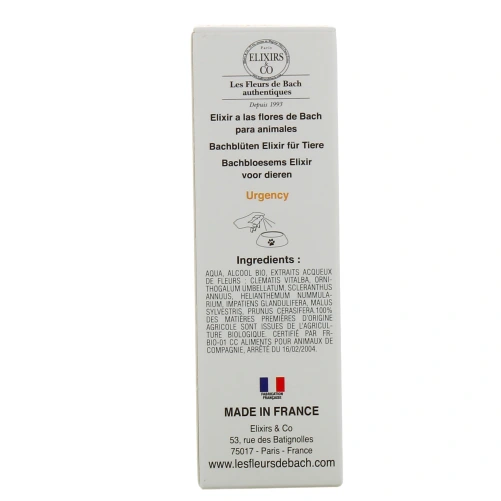 PARIS
ELIXIRS
& CO
Les Fleurs de Bach
authentiques
Depuis 1993
Elixir a las flores de Bach
para animales
Bachblüten Elixir für Tiere
Bachbloesems Elixir
voor dieren
Urgency
Ingredients :
AQUA, ALCOOL BIO, EXTRAITS AQUEUX
DE FLEURS : CLEMATIS VITALBA, ORNI-
THOGALUM UMBELLATUM, SCLERANTHUS
ANNUUS, HELIANTHEMUM NUMMULA-
RIUM, IMPATIENS GLANDULIFERA, MALUS
SYLVESTRIS, PRUNUS CERASIFERA.100%
DES MATIÈRES PREMIÈRES D'ORIGINE
AGRICOLE SONT ISSUES DE L'AGRICUL-
TURE BIOLOGIQUE. CERTIFIÉ PAR FR-
BIO-01 CC ALIMENTS POUR ANIMAUX DE
COMPAGNIE, ARRÊTÉ DU 16/02/2004.
FABRICATION
FRANÇAISE
MADE IN FRANCE
Elixirs & Co
53, rue des Batignolles
75017 - Paris - France
www.lesfleursdebach.com